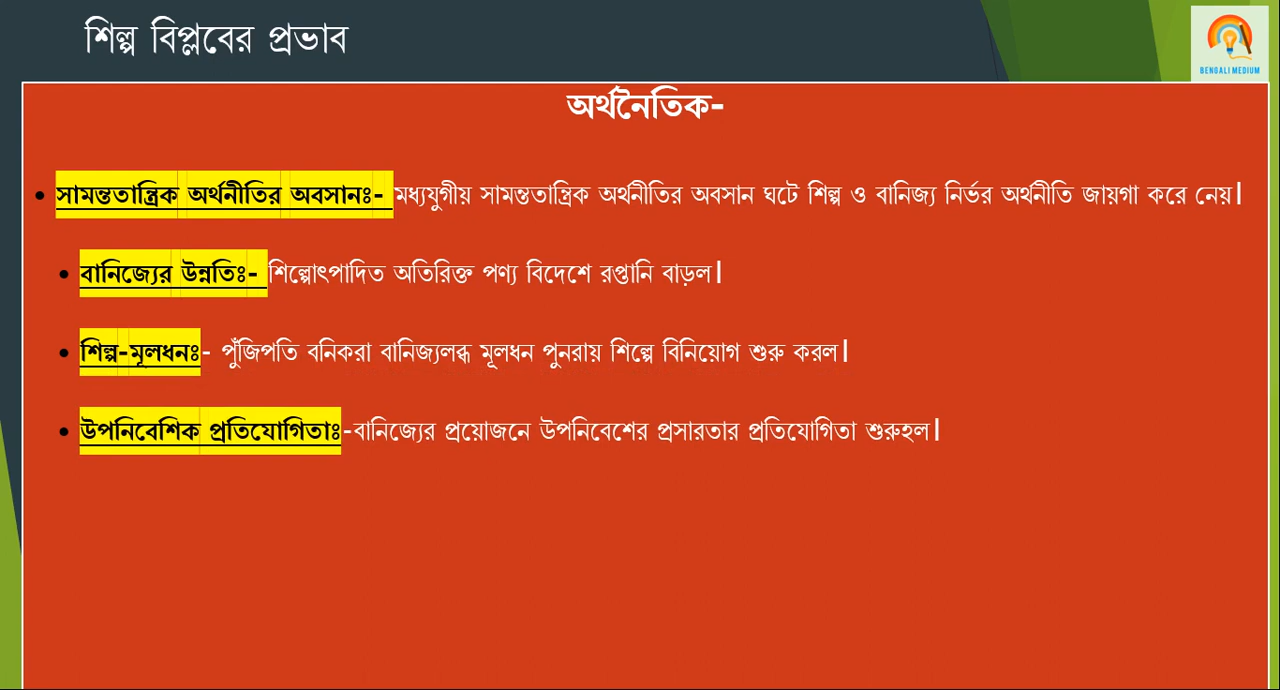 শিল্প বিপ্লবের প্রভাব
BENGALI MEDIUM
অর্থনৈতিক-
• সামন্ততান্ত্রিক অর্থনীতির অবসানঃ- মধ্যযুগীয় সামন্ততান্ত্রিক অর্থনীতির অবসান ঘটে শিল্প ও বানিজ্য নির্ভর অর্থনীতি জায়গা করে নেয়।
• বানিজ্যের উন্নতিঃ- শিল্পোৎপাদিত অতিরিক্ত পণ্য বিদেশে রপ্তানি বাড়ল।
• শিল্প-মূলধনঃ- পুঁজিপতি বনিকরা বানিজ্যলব্ধ মূলধন পুনরায় শিল্পে বিনিয়োগ শুরু করল।
• উপনিবেশিক প্রতিযোগিতাঃ-বানিজ্যের প্রয়োজনে উপনিবেশের প্রসারতার প্রতিযোগিতা শুরুহল।